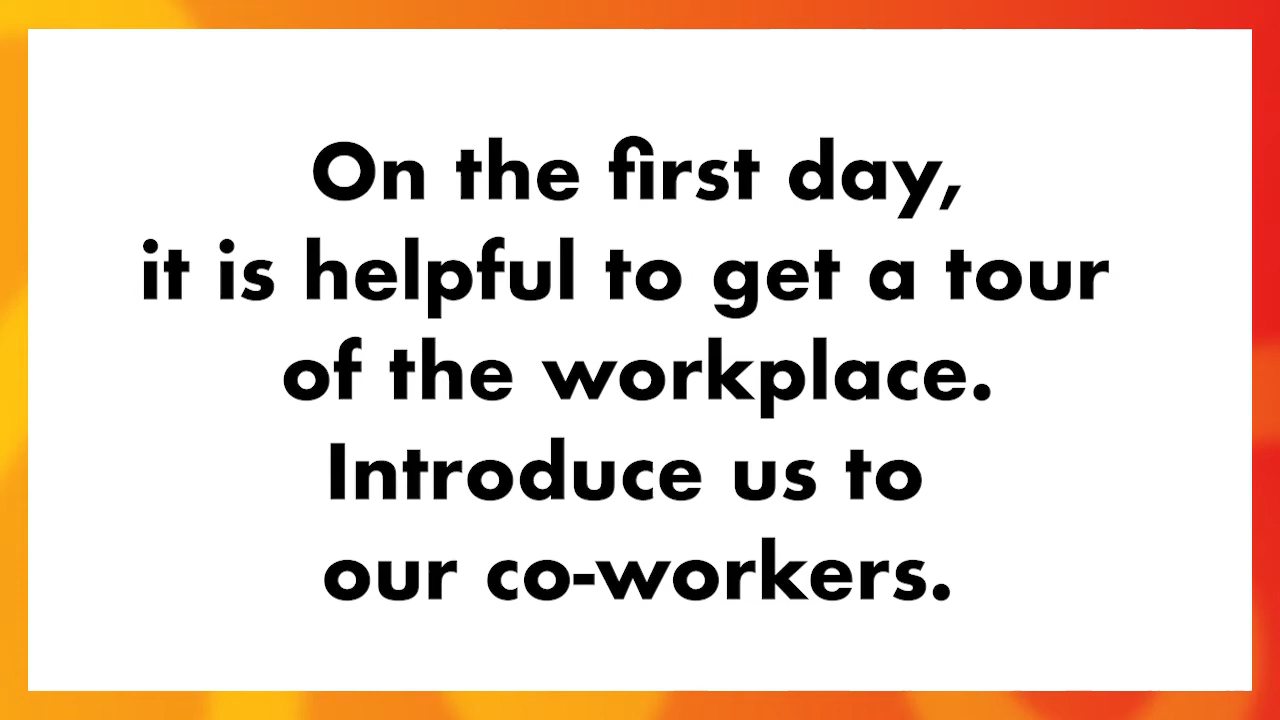 On the first day,
it is helpful to get a tour
of the workplace.
Introduce us to
our co-workers.